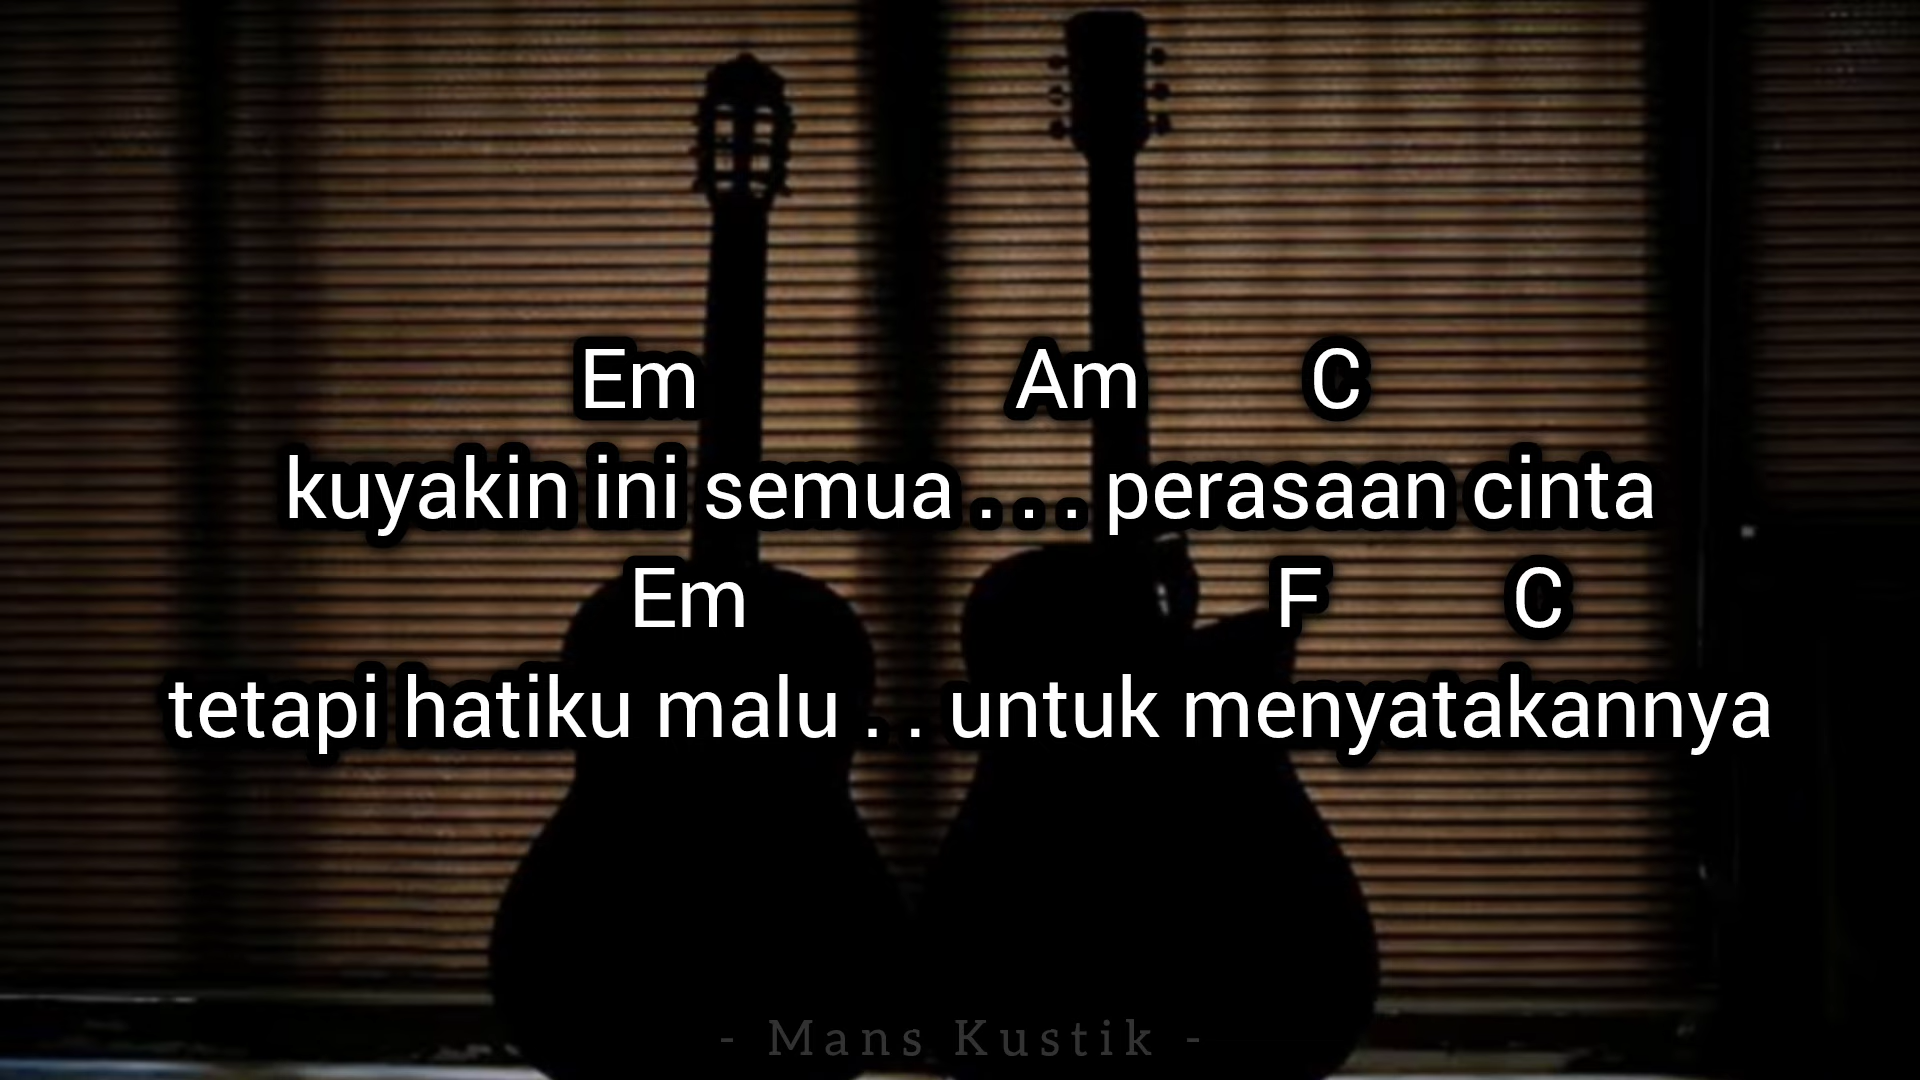 Em Am C
kuyakin ini semua . . . perasaan cinta
Em F C
tetapi hatiku malu . . untuk menyatakannya
- Mans Kustik -